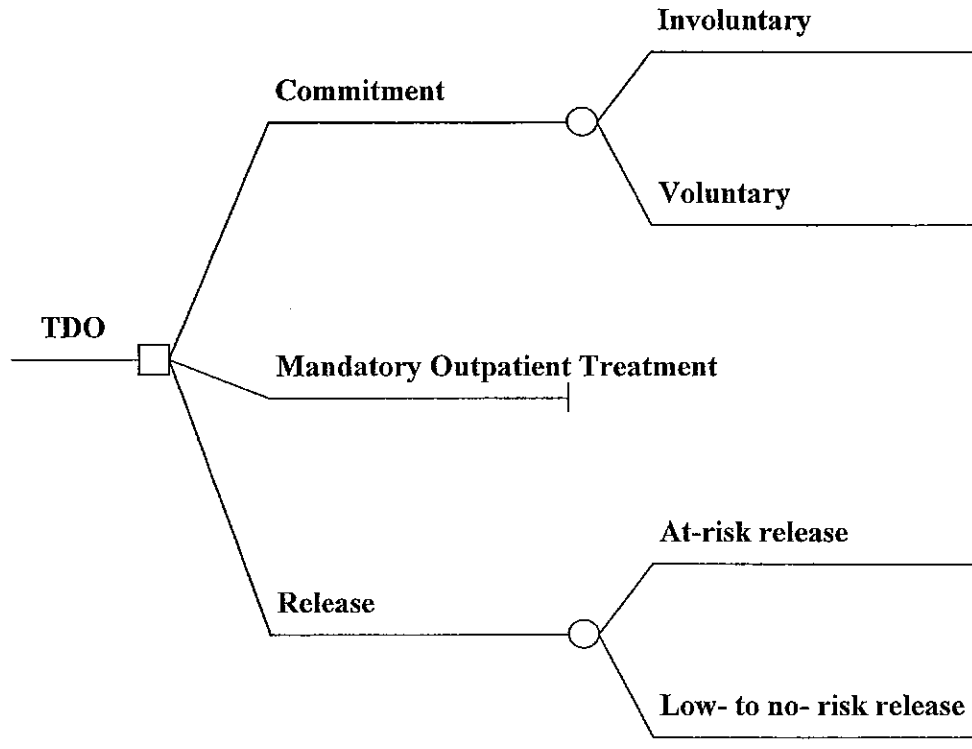 Involuntary
Commitment
Voluntary
TDO
Mandatory Outpatient Treatment
At-risk release
Release
Low- to no- risk release